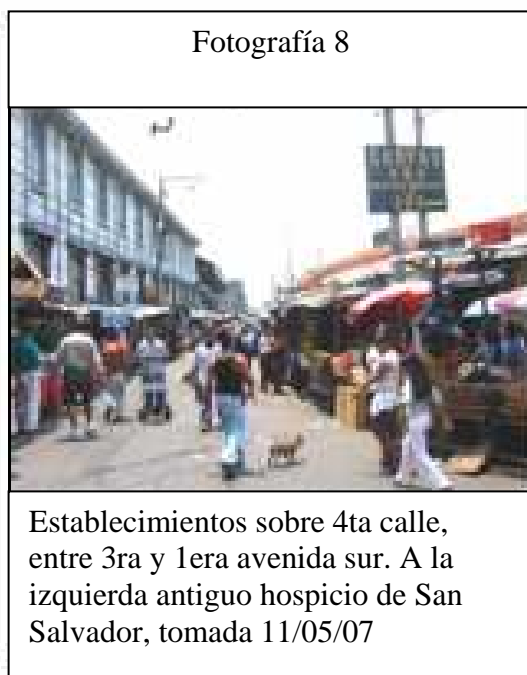 Fotografía 8
Establecimientos sobre 4ta calle,
entre 3ra y 1era avenida sur. A la
izquierda antiguo hospicio de San
Salvador, tomada 11/05/07